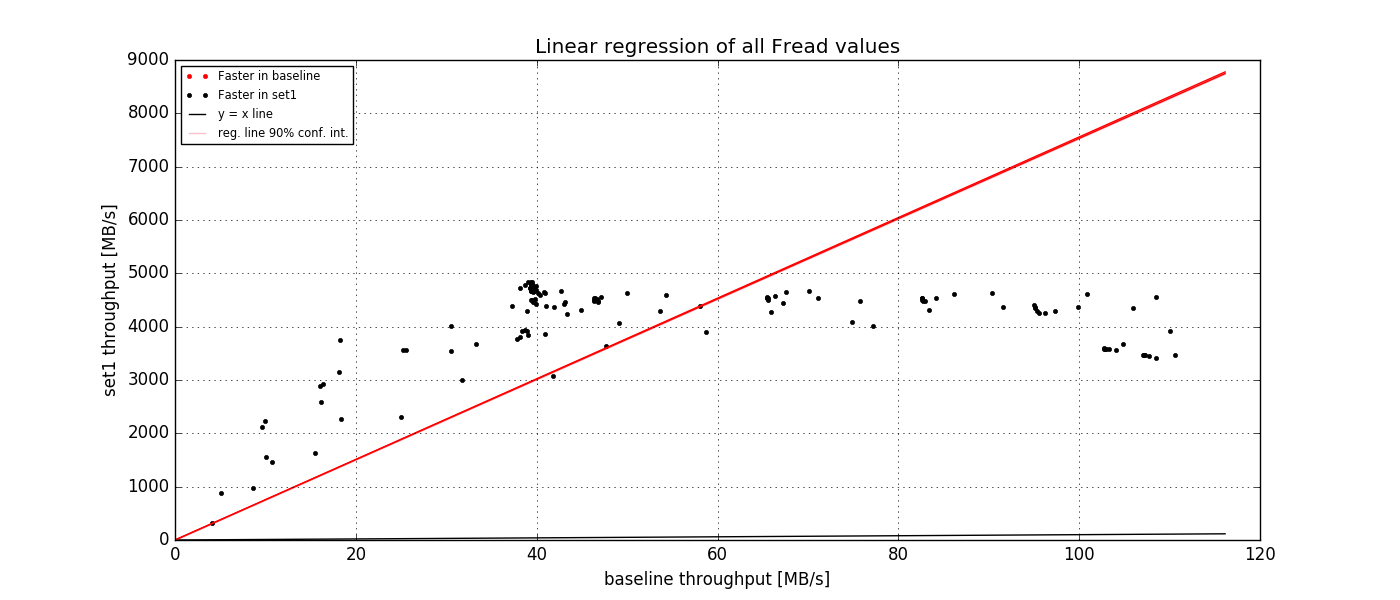 Linear regression of all Fread values
9000
8000
7000
6000
5000
4000
3000
2000
1000
0
Faster in baseline
Faster in set1
y = x line
reg. line 90% conf. int.
set1 throughput [MB/s]
0 20 40 60 80 100 120
baseline throughput [MB/s]